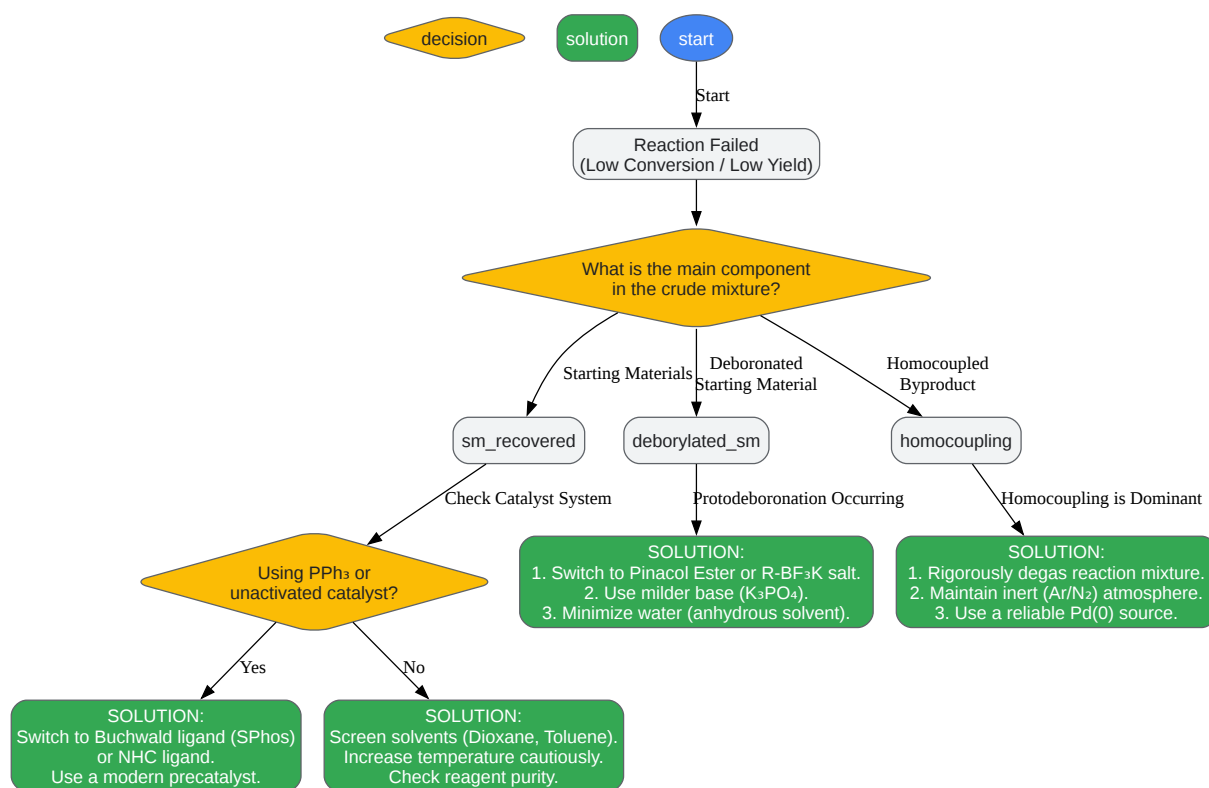 decision
solution
start
Start
Reaction Failed
(Low Conversion / Low Yield)
What is the main component
in the crude mixture?
Starting Materials
Deboronated
Starting Material
Homocoupled
Byproduct
sm_recovered
deborylated_sm
homocoupling
Check Catalyst System
Protodeboronation Occurring
Homocoupling is Dominant
Using PPh₃ or
unactivated catalyst?
SOLUTION:
1. Switch to Pinacol Ester or R-BF₃K salt.
2. Use milder base (K₃PO₄).
3. Minimize water (anhydrous solvent).
SOLUTION:
1. Rigorously degas reaction mixture.
2. Maintain inert (Ar/N₂) atmosphere.
3. Use a reliable Pd(0) source.
Yes
No
SOLUTION:
Switch to Buchwald ligand (SPhos)
or NHC ligand.
Use a modern precatalyst.
SOLUTION:
Screen solvents (Dioxane, Toluene).
Increase temperature cautiously.
Check reagent purity.